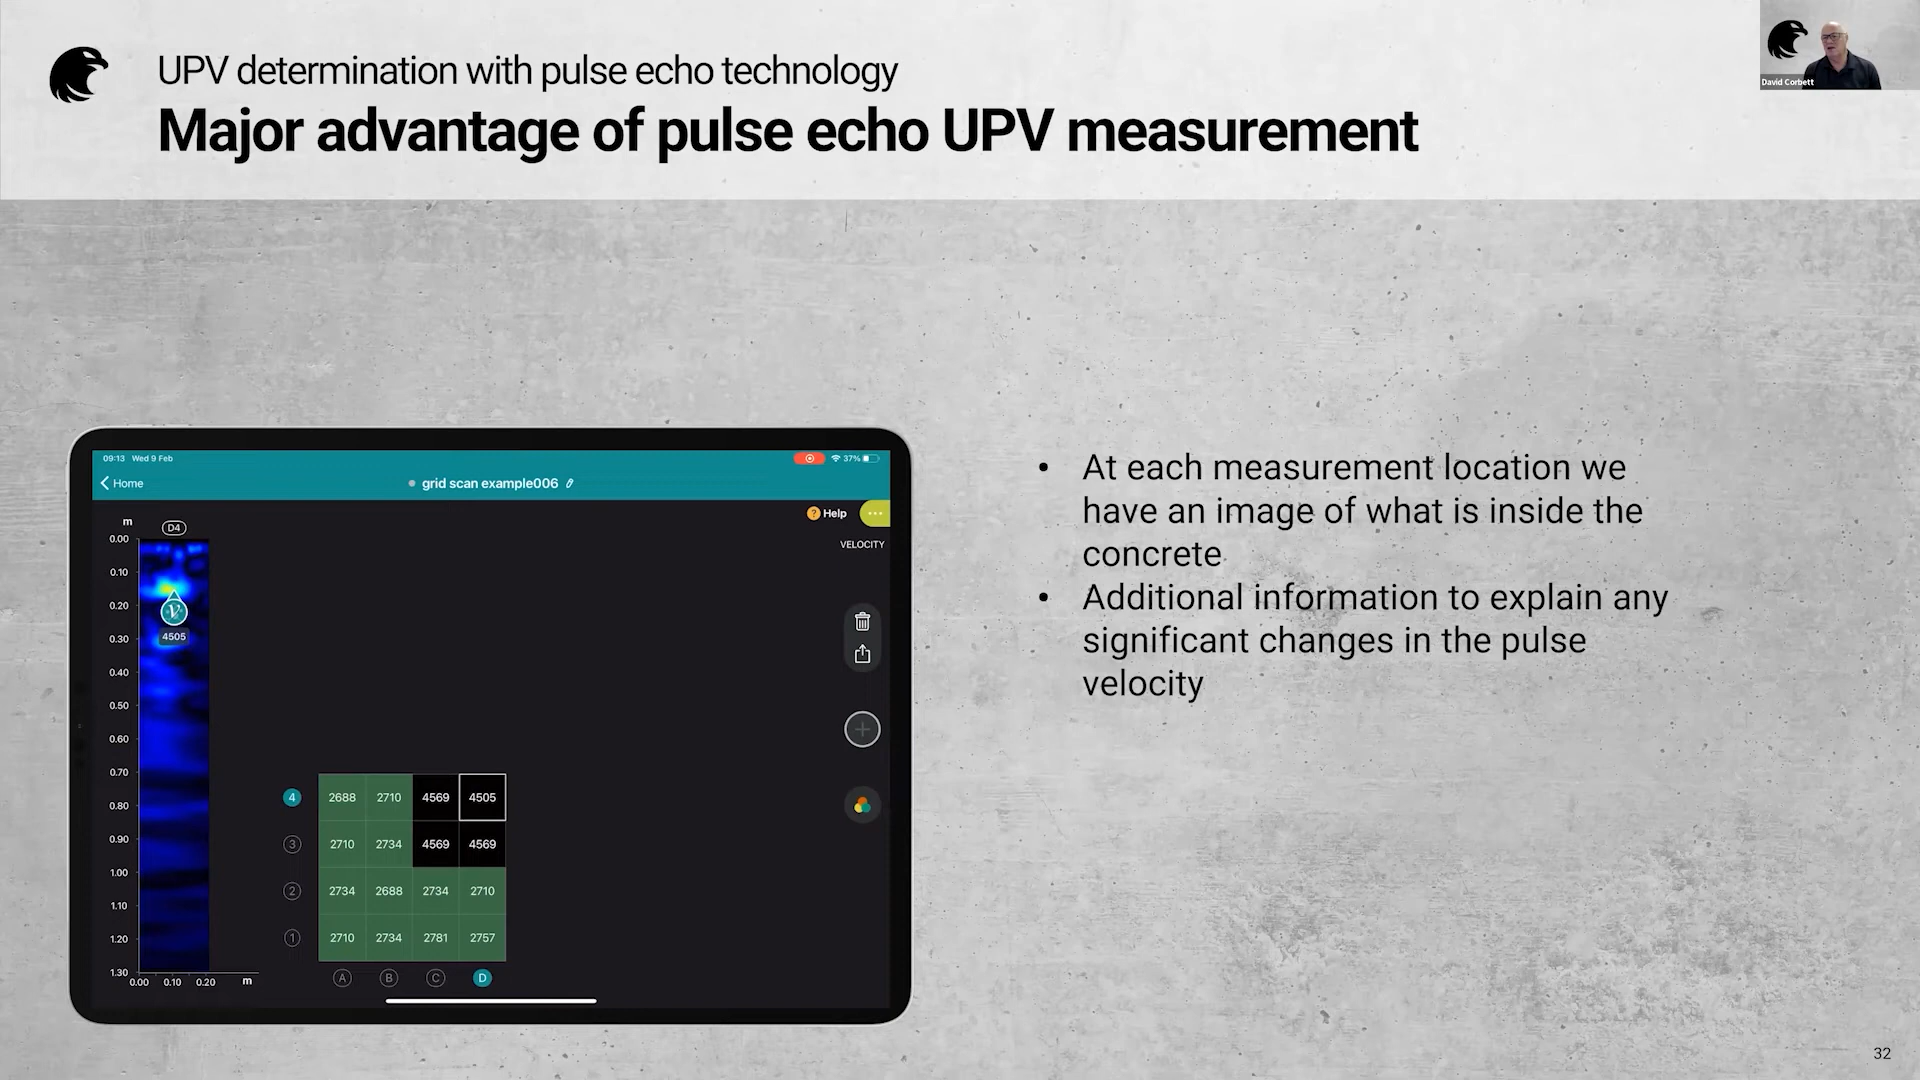 UPV determination with pulse echo technology
Major advantage of pulse echo UPV measurement
David Corbett
09:13 Wed 9 Feb
37%
Home
grid scan example006
? Help
VELOCITY
m
D4
0.00
0.10
0.20
0.30
0.40
0.50
0.60
0.70
0.80
0.90
1.00
1.10
1.20
1.30
V
4505
0.00 0.10 0.20 m
4 2688 2710 4569 4505
3 2710 2734 4569 4569
2 2734 2688 2734 2710
1 2710 2734 2781 2757
A B C D
• At each measurement location we
have an image of what is inside the
concrete
• Additional information to explain any
significant changes in the pulse
velocity
32